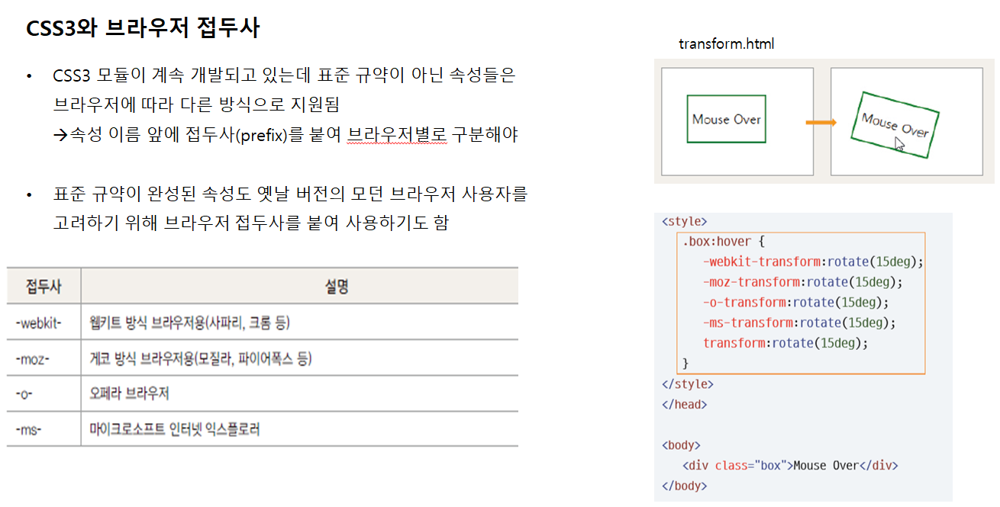 CSS3와 브라우저 접두사
• CSS3 모듈이 계속 개발되고 있는데 표준 규약이 아닌 속성들은
브라우저에 따라 다른 방식으로 지원됨
→속성 이름 앞에 접두사(prefix)를 붙여 브라우저별로 구분해야
• 표준 규약이 완성된 속성도 옛날 버전의 모던 브라우저 사용자를
고려하기 위해 브라우저 접두사를 붙여 사용하기도 함
접두사 설명
-webkit- 웹키트 방식 브라우저용(사파리, 크롬 등)
-moz- 게코 방식 브라우저용(모질라, 파이어폭스 등)
-o- 오페라 브라우저
-ms- 마이크로소프트 인터넷 익스플로러
transform.html
Mouse Over
Mouse Over
<style>
.box:hover {
-webkit-transform:rotate(15deg);
-moz-transform:rotate(15deg);
-o-transform:rotate(15deg);
-ms-transform:rotate(15deg);
transform:rotate(15deg);
}
</style>
</head>
<body>
<div class="box">Mouse Over</div>
</body>